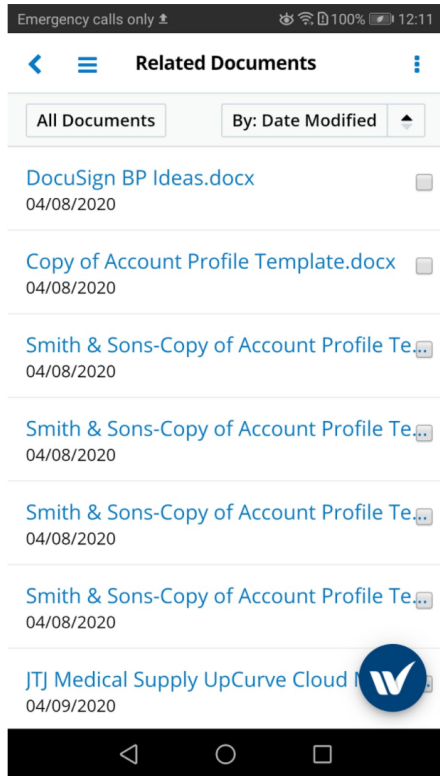 Emergency calls only 100% 12:11
Related Documents
All Documents By: Date Modified
DocuSign BP Ideas.docx
04/08/2020
Copy of Account Profile Template.docx
04/08/2020
Smith & Sons-Copy of Account Profile Te...
04/08/2020
Smith & Sons-Copy of Account Profile Te...
04/08/2020
Smith & Sons-Copy of Account Profile Te...
04/08/2020
Smith & Sons-Copy of Account Profile Te...
04/08/2020
JTJ Medical Supply UpCurve Cloud
04/09/2020